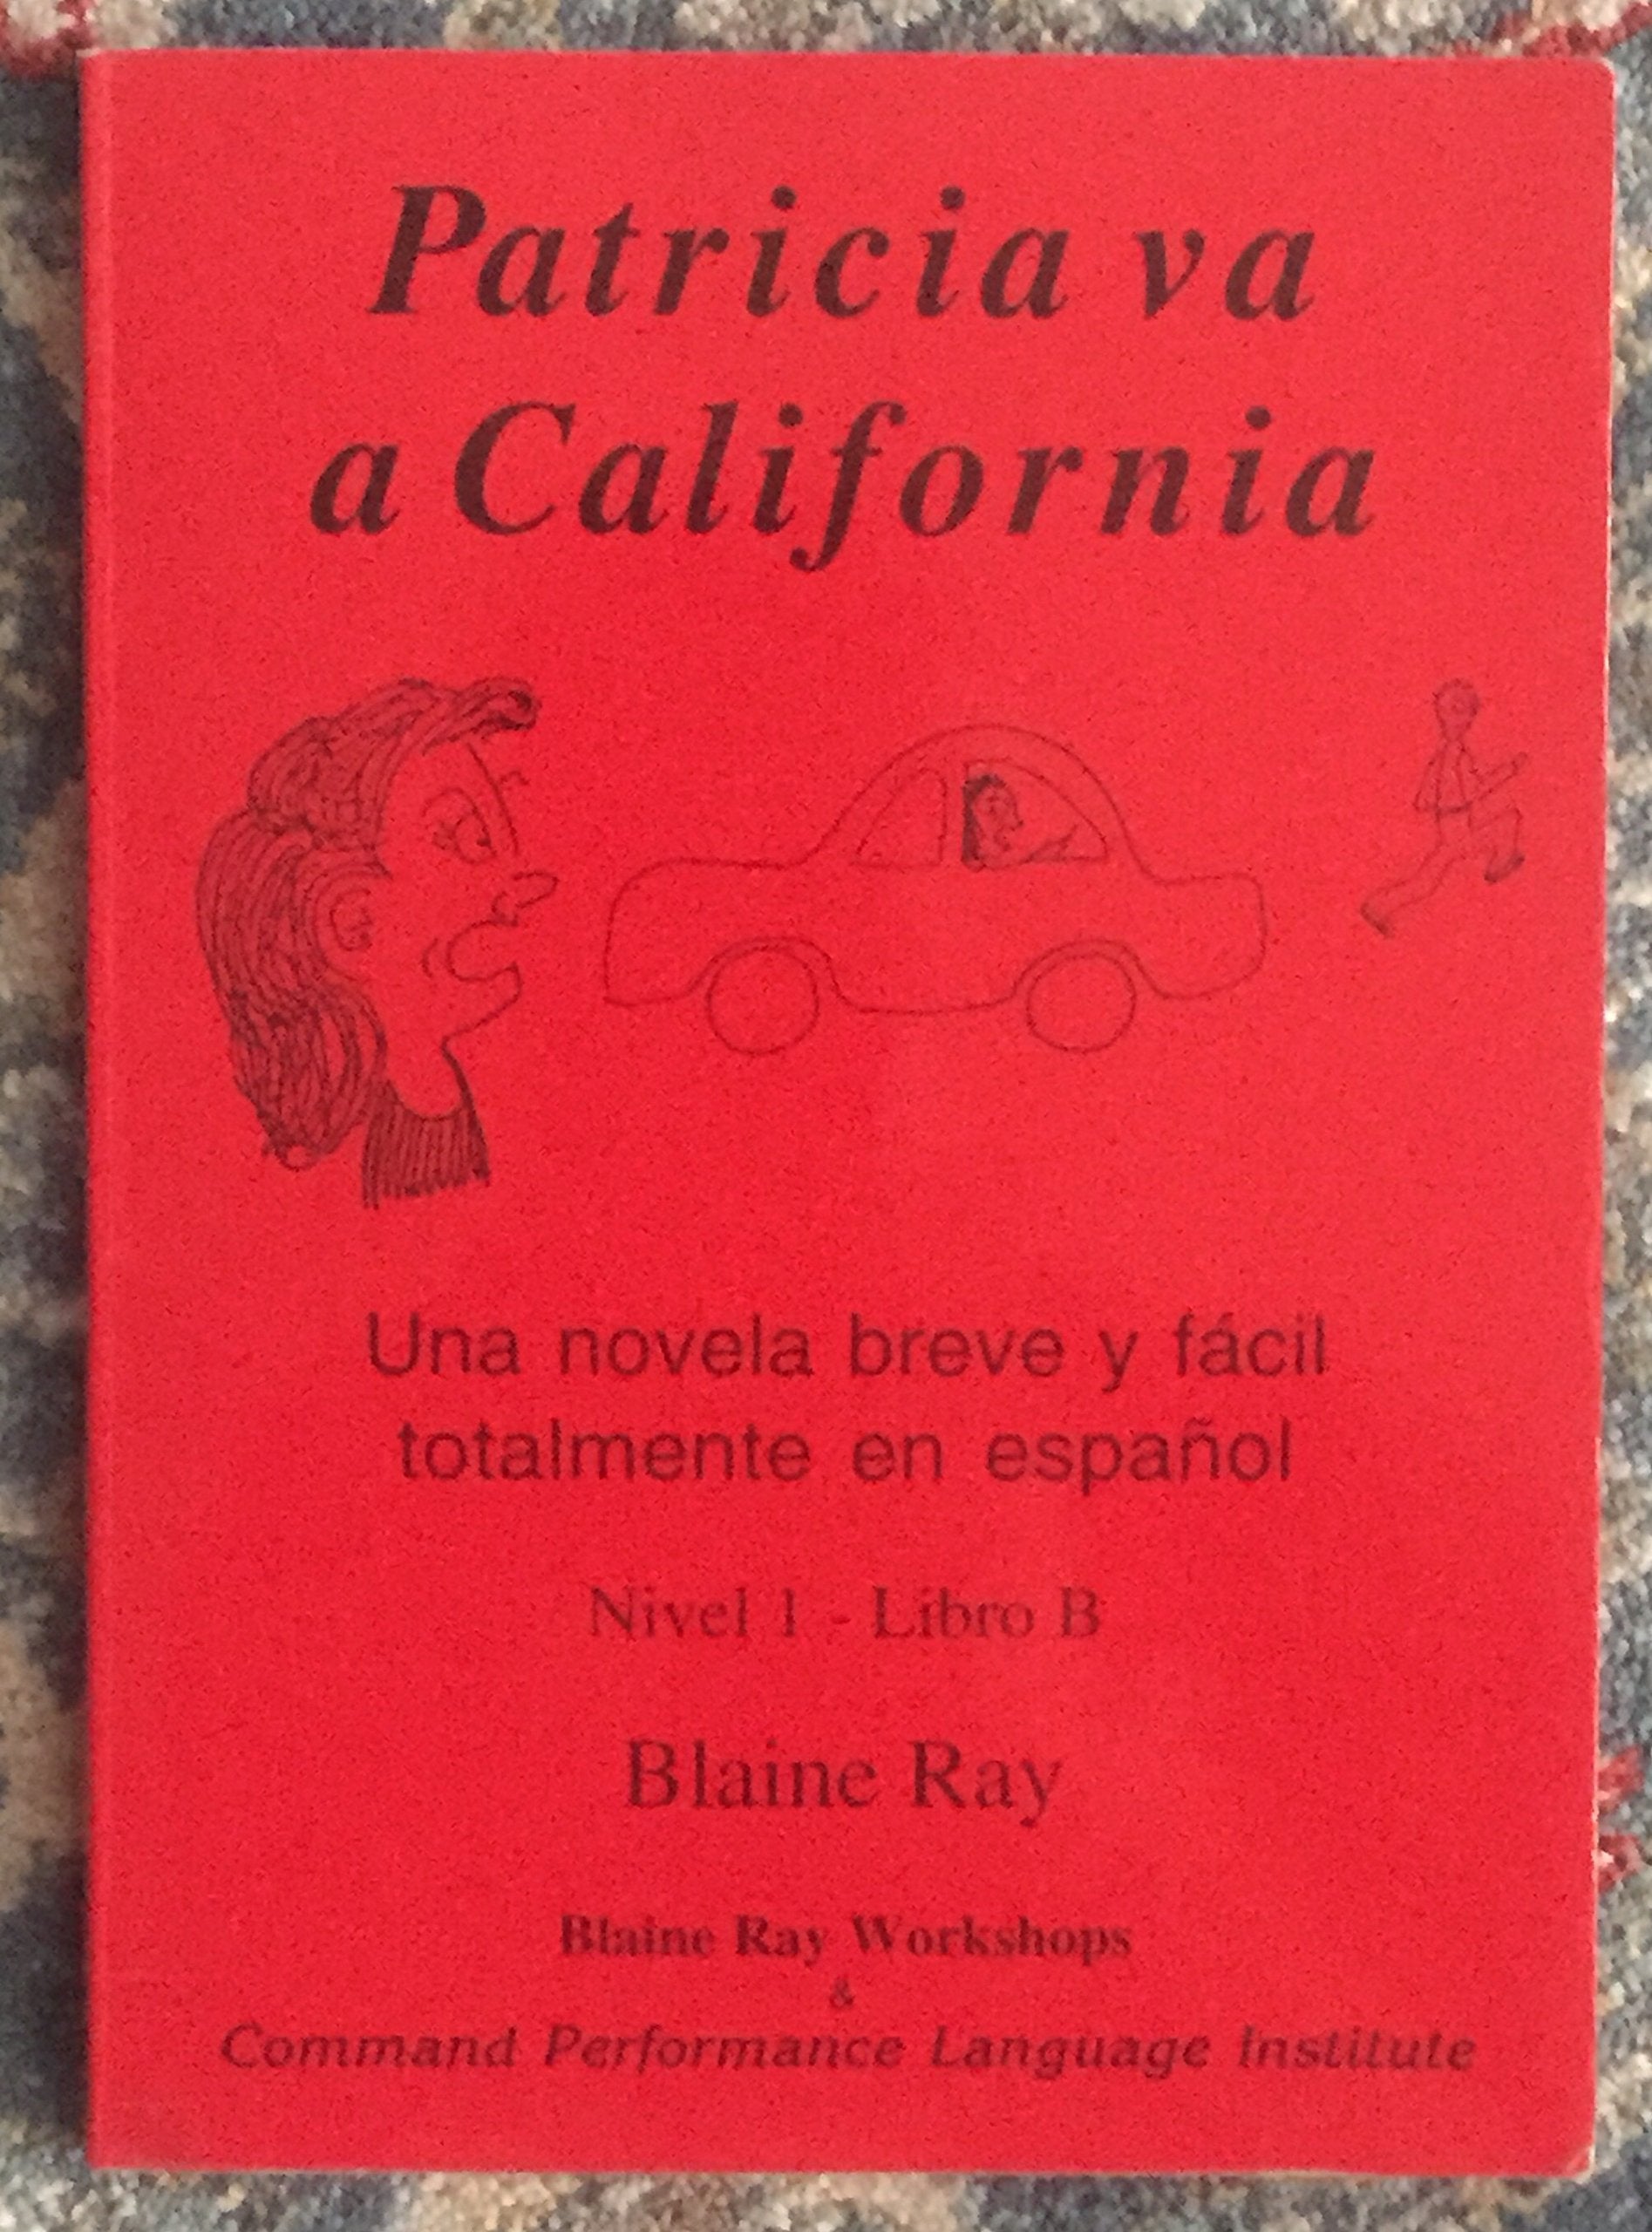 Patricia va
a California
Una novela breve y fácil
totalmente en español
Nivel 1 - Libro B
Blaine Ray
Blaine Ray Workshops
&
Command Performance Language Institute